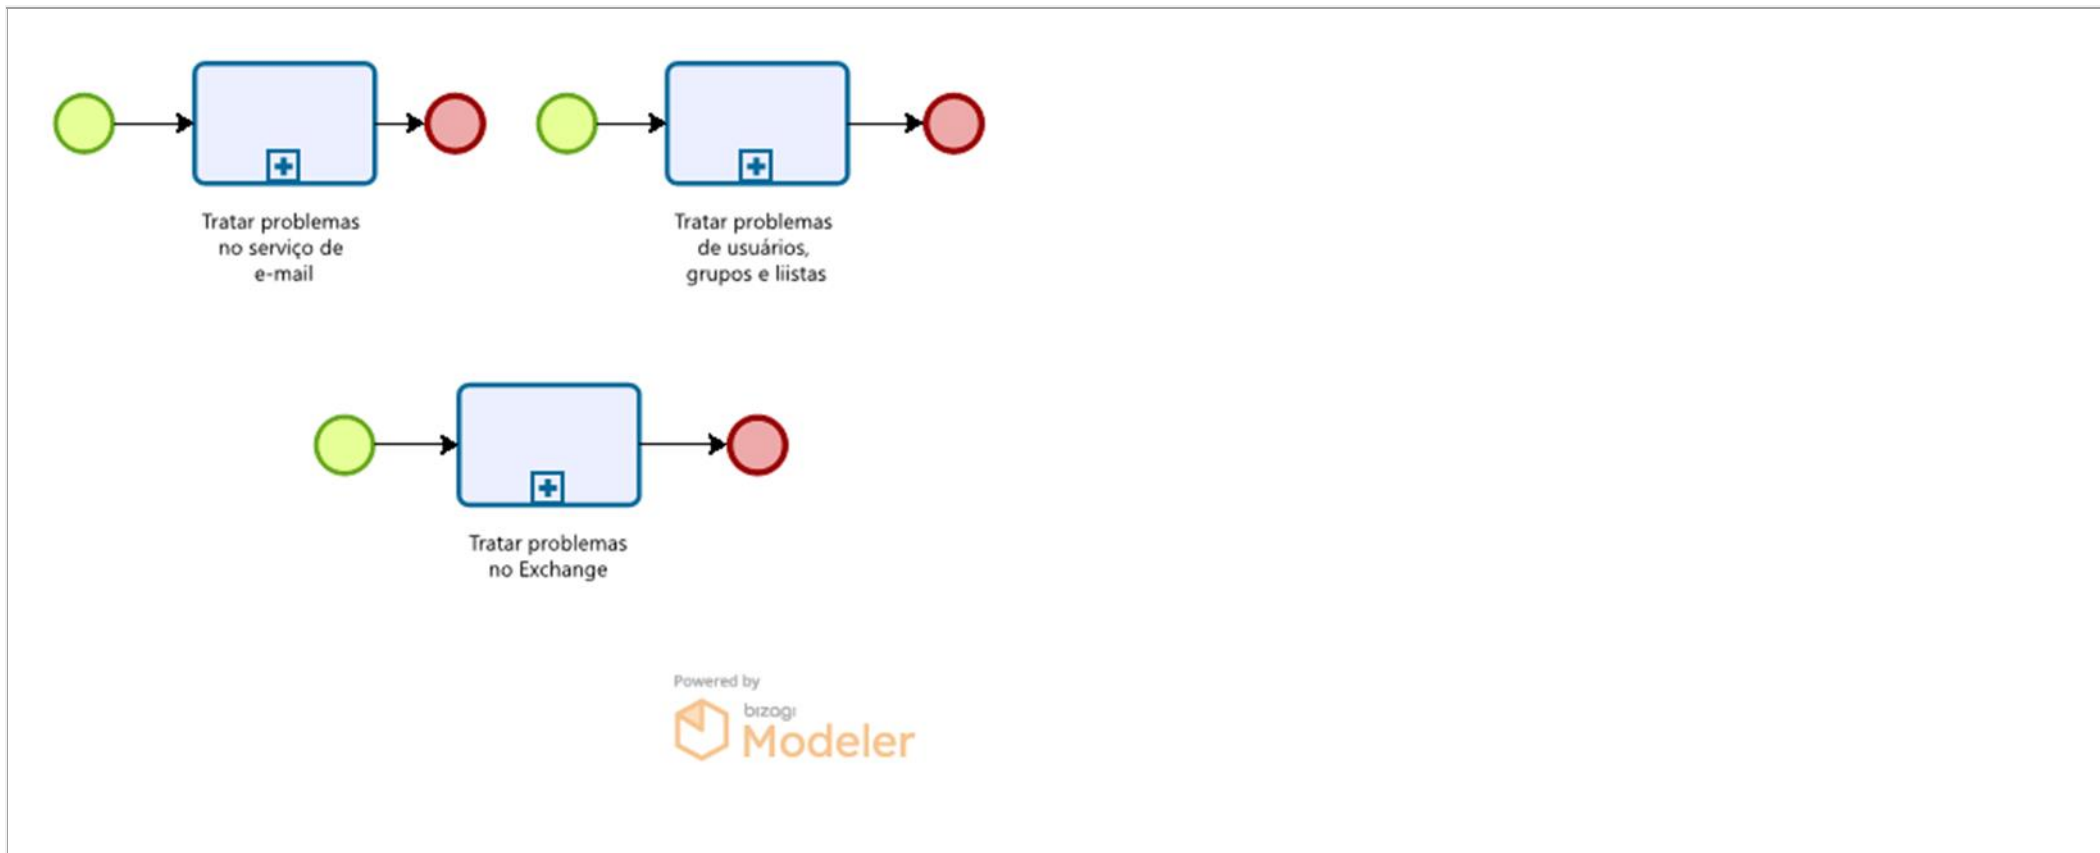 Tratar problemas
no serviço de
e-mail
Tratar problemas
de usuários,
grupos e liistas
Tratar problemas
no Exchange
Powered by
bizagi
Modeler